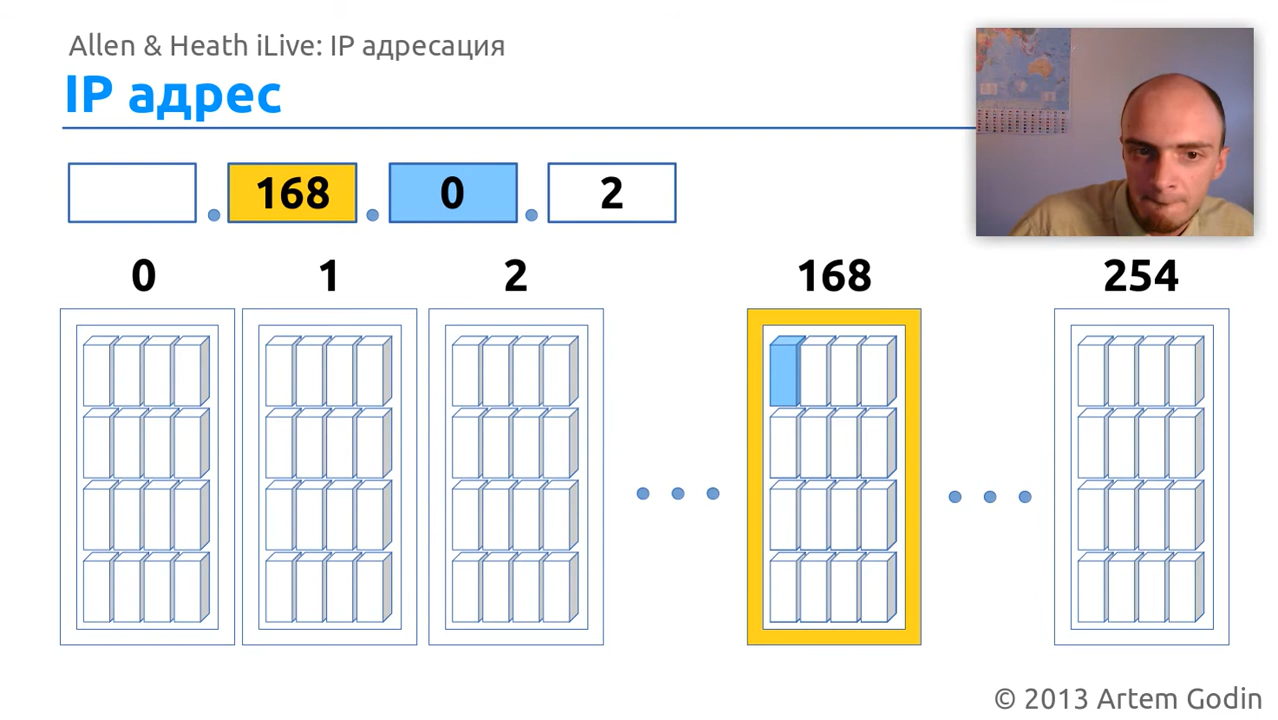 Allen & Heath iLive: IP адресация
IP адрес
168 . 0 . 2
0 1 2 168 254
© 2013 Artem Godin